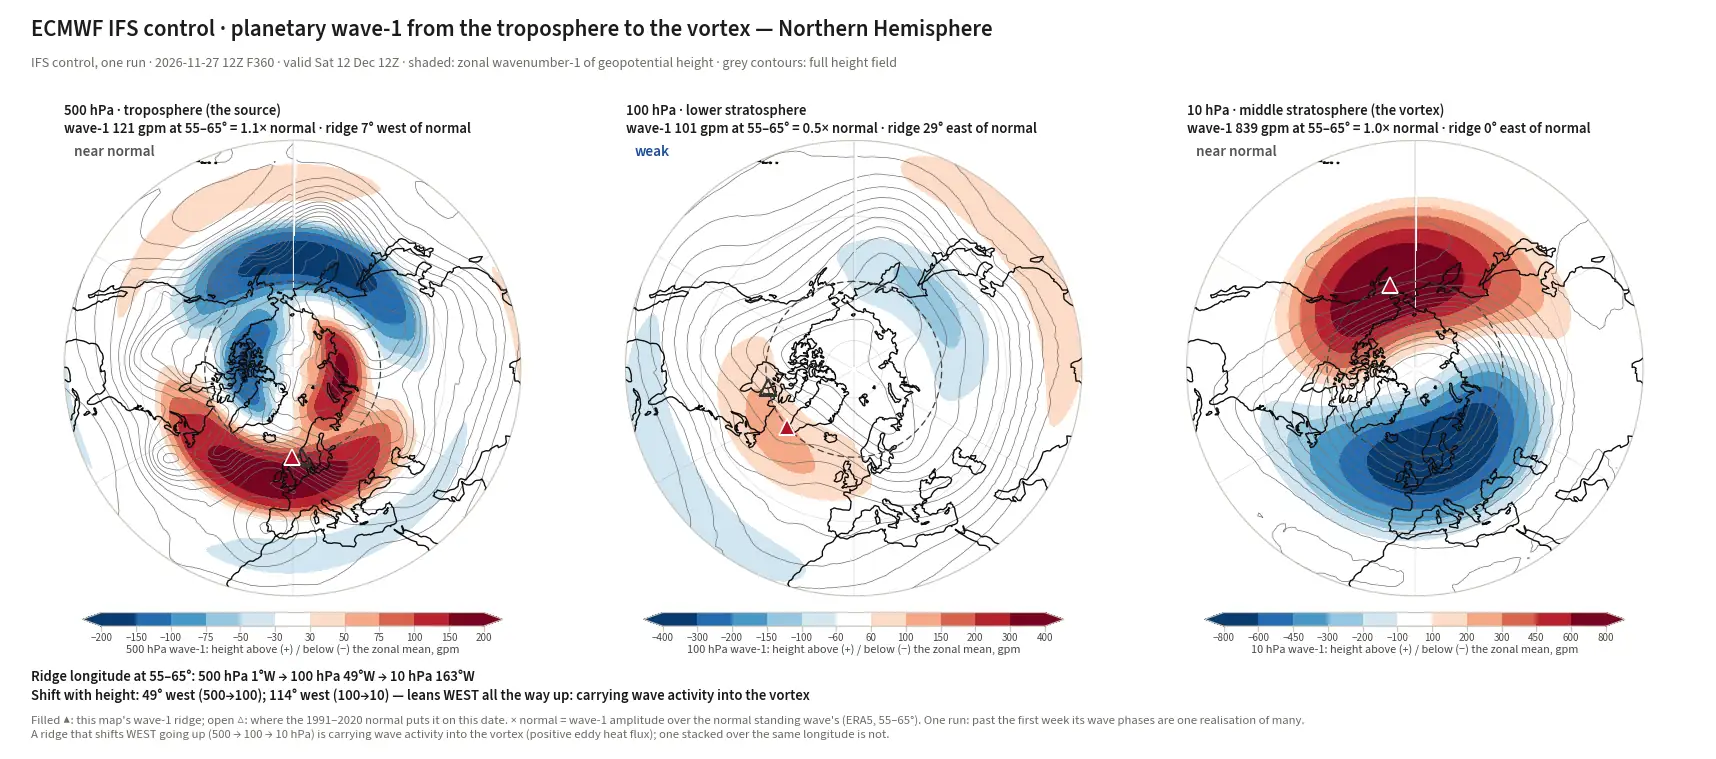 ECMWF IFS control · planetary wave-1 from the troposphere to the vortex — Northern Hemisphere
IFS control, one run · 2026-11-27 12Z F360 · valid Sat 12 Dec 12Z · shaded: zonal wavenumber-1 of geopotential height · grey contours: full height field
500 hPa · troposphere (the source)
wave-1 121 gpm at 55–65° = 1.1× normal · ridge 7° west of normal
near normal
100 hPa · lower stratosphere
wave-1 101 gpm at 55–65° = 0.5× normal · ridge 29° east of normal
weak
10 hPa · middle stratosphere (the vortex)
wave-1 839 gpm at 55–65° = 1.0× normal · ridge 0° east of normal
near normal
−200 −150 −100 −75 −50 −30 30 50 75 100 150 200
500 hPa wave-1: height above (+) / below (−) the zonal mean, gpm
−400 −300 −200 −150 −100 −60 60 100 150 200 300 400
100 hPa wave-1: height above (+) / below (−) the zonal mean, gpm
−800 −600 −450 −300 −200 −100 100 200 300 450 600 800
10 hPa wave-1: height above (+) / below (−) the zonal mean, gpm
Ridge longitude at 55–65°: 500 hPa 1°W → 100 hPa 49°W → 10 hPa 163°W
Shift with height: 49° west (500→100); 114° west (100→10) — leans WEST all the way up: carrying wave activity into the vortex
Filled ▲: this map's wave-1 ridge; open △: where the 1991–2020 normal puts it on this date. × normal = wave-1 amplitude over the normal standing wave's (ERA5, 55–65°). One run: past the first week its wave phases are one realisation of many.
A ridge that shifts WEST going up (500 → 100 → 10 hPa) is carrying wave activity into the vortex (positive eddy heat flux); one stacked over the same longitude is not.